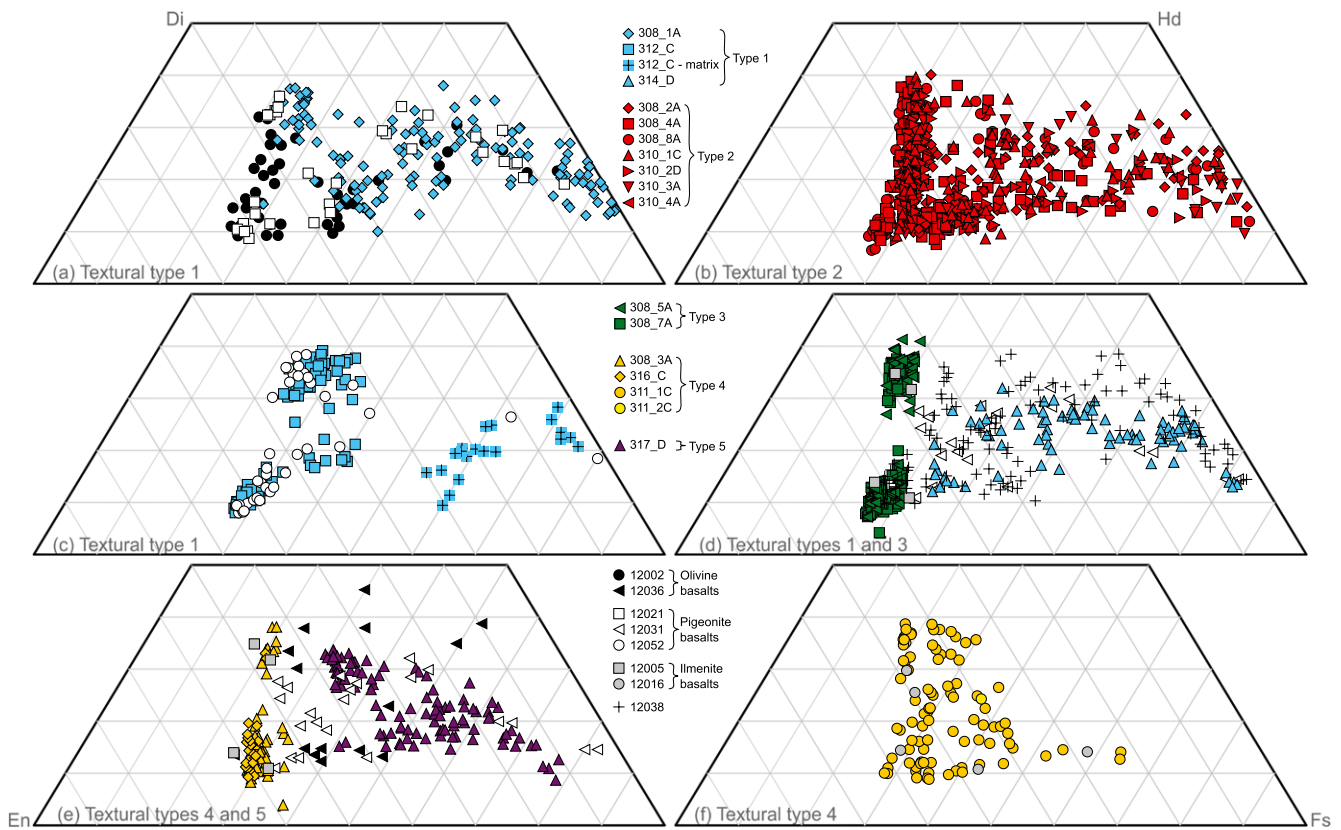 Di
Hd
308_1A
312_C
312_C - matrix
314_D
Type 1
308_2A
308_4A
308_8A
310_1C
310_2D
310_3A
310_4A
Type 2
(a) Textural type 1
(b) Textural type 2
308_5A
308_7A
Type 3
308_3A
316_C
311_1C
311_2C
Type 4
317_D
Type 5
(c) Textural type 1
(d) Textural types 1 and 3
12002
12036
Olivine
basalts
12021
12031
12052
Pigeonite
basalts
12005
12016
Ilmenite
basalts
12038
En
(e) Textural types 4 and 5
(f) Textural type 4
Fs